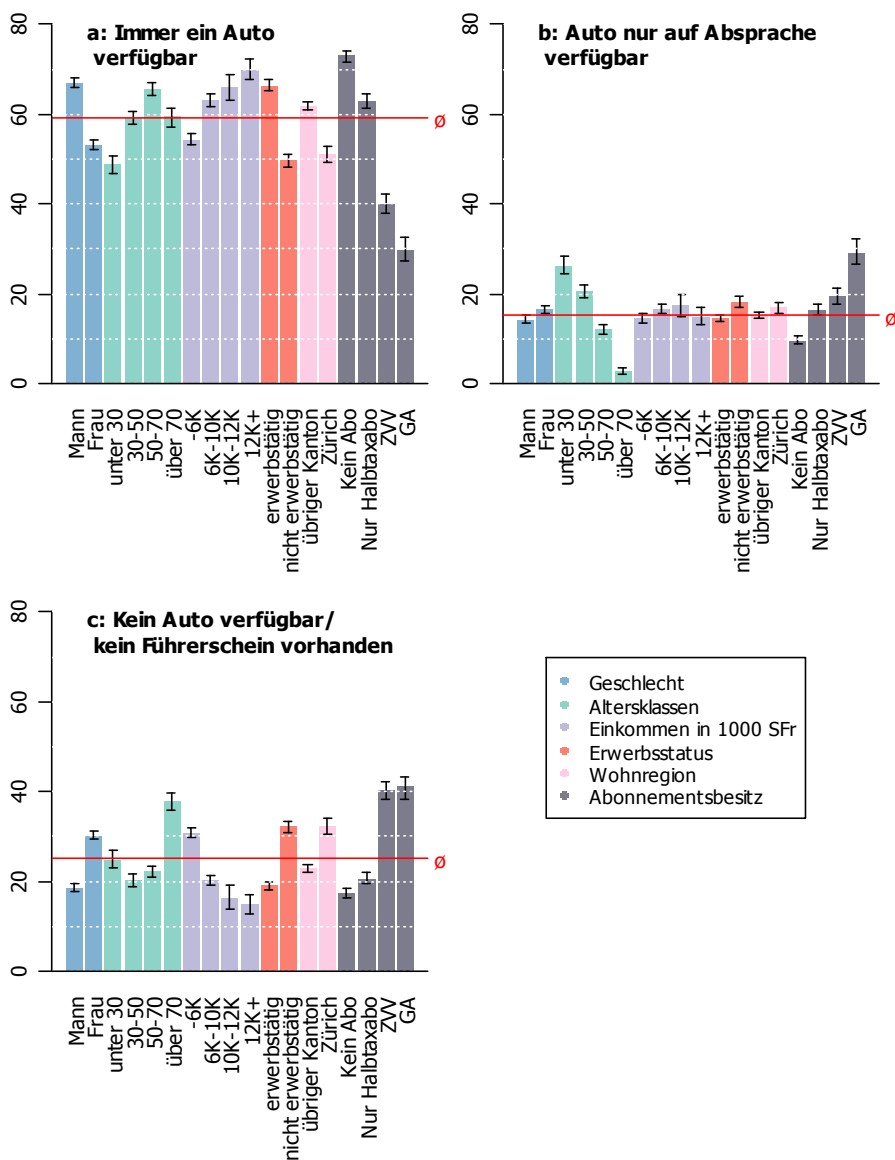 a: Immer ein Auto
verfügbar
80
60
40
20
0
ø
Mann
Frau
unter 30
30-50
50-70
über 70
-6K
6K-10K
10K-12K
12K+
erwerbstätig
nicht erwerbstätig
übriger Kanton
Zürich
Kein Abo
Nur Halbtaxabo
ZVV
GA
b: Auto nur auf Absprache
verfügbar
80
60
40
20
0
ø
Mann
Frau
unter 30
30-50
50-70
über 70
-6K
6K-10K
10K-12K
12K+
erwerbstätig
nicht erwerbstätig
übriger Kanton
Zürich
Kein Abo
Nur Halbtaxabo
ZVV
GA
c: Kein Auto verfügbar/
kein Führerschein vorhanden
80
60
40
20
0
ø
Mann
Frau
unter 30
30-50
50-70
über 70
-6K
6K-10K
10K-12K
12K+
erwerbstätig
nicht erwerbstätig
übriger Kanton
Zürich
Kein Abo
Nur Halbtaxabo
ZVV
GA
Geschlecht
Altersklassen
Einkommen in 1000 SFr
Erwerbsstatus
Wohnregion
Abonnementsbesitz